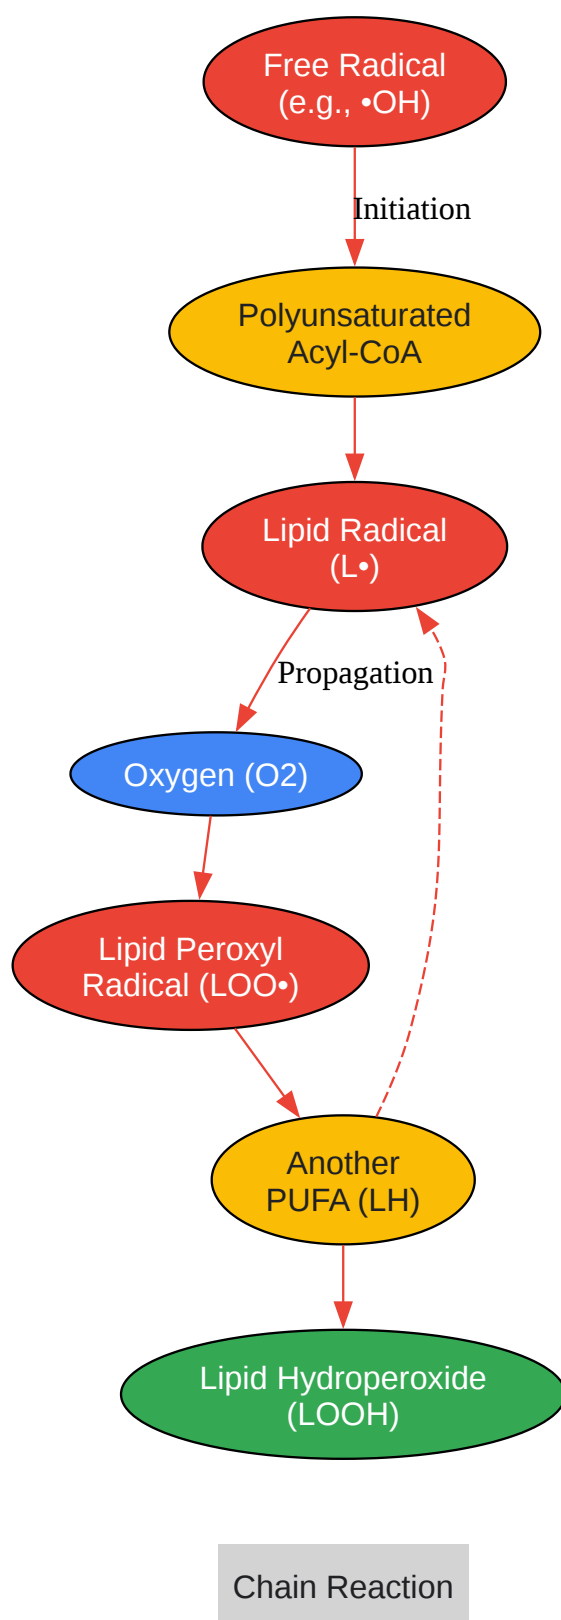 Free Radical
(e.g., •OH)
Initiation
Polyunsaturated
Acyl-CoA
Lipid Radical
(L•)
Propagation
Oxygen (O2)
Lipid Peroxyl
Radical (LOO•)
Another
PUFA (LH)
Lipid Hydroperoxide
(LOOH)
Chain Reaction